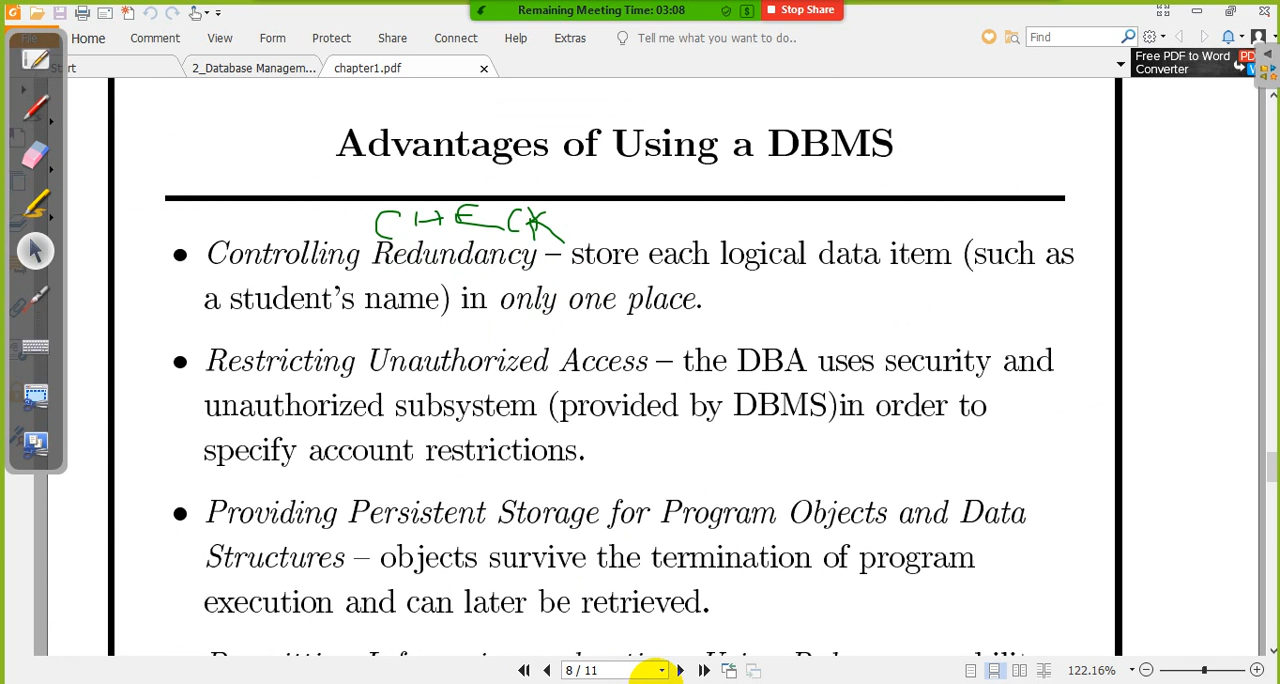 Remaining Meeting Time: 03:08
Stop Share
File Home Comment View Form Protect Share Connect Help Extras Tell me what you want to do.. Find
Start 2_Database Managem... chapter1.pdf
Free PDF to Word
Converter
Advantages of Using a DBMS
CHECK
• Controlling Redundancy – store each logical data item (such as
a student's name) in only one place.
• Restricting Unauthorized Access – the DBA uses security and
unauthorized subsystem (provided by DBMS)in order to
specify account restrictions.
• Providing Persistent Storage for Program Objects and Data
Structures – objects survive the termination of program
execution and can later be retrieved.
8 / 11
122.16%